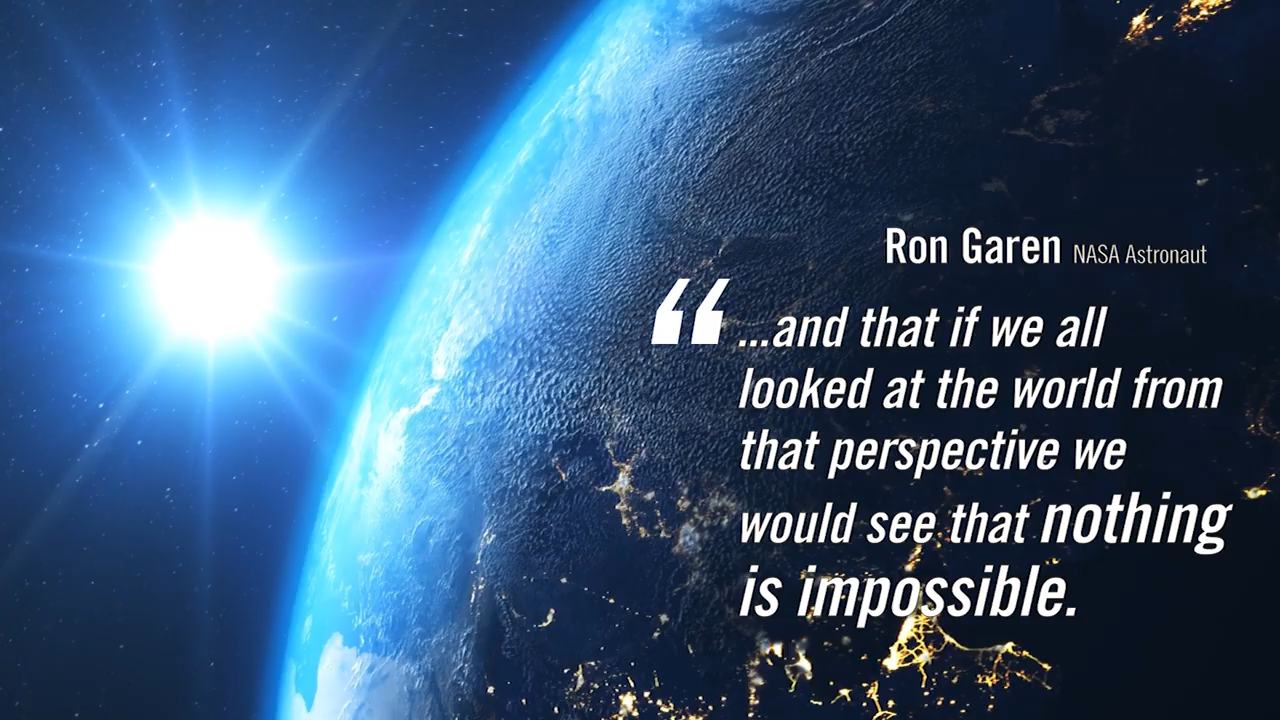 Ron Garen NASA Astronaut
“...and that if we all
looked at the world from
that perspective we
would see that nothing
is impossible.